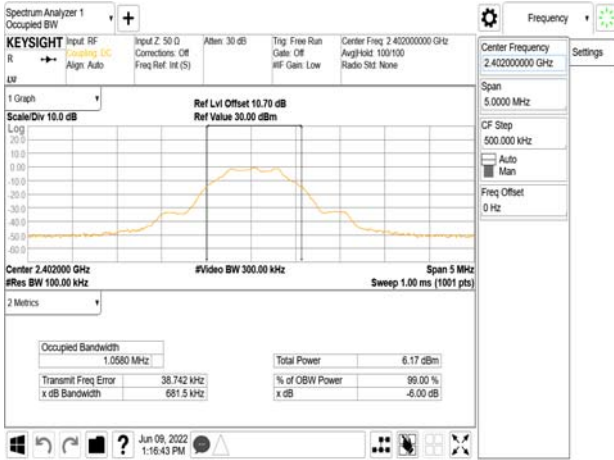 Spectrum Analyzer 1
Occupied BW
+
Frequency
KEYSIGHT
R
LXI
Input: RF
Coupling: DC
Align: Auto
Input Z: 50 Ω
Corrections: Off
Freq Ref: Int (S)
Atten: 30 dB
Trig: Free Run
Gate: Off
#IF Gain: Low
Center Freq: 2.402000000 GHz
Avg|Hold: 100/100
Radio Std: None
Center Frequency
2.402000000 GHz
Settings
Span
5.0000 MHz
CF Step
500.000 kHz
Auto
Man
Freq Offset
0 Hz
1 Graph
Scale/Div 10.0 dB
Ref Lvl Offset 10.70 dB
Ref Value 30.00 dBm
Log
20.0
10.0
0.00
-10.0
-20.0
-30.0
-40.0
-50.0
-60.0
Center 2.402000 GHz
#Video BW 300.00 kHz
Span 5 MHz
#Res BW 100.00 kHz
Sweep 1.00 ms (1001 pts)
2 Metrics
Occupied Bandwidth
1.0580 MHz
Total Power 6.17 dBm
Transmit Freq Error 38.742 kHz
% of OBW Power 99.00 %
x dB Bandwidth 681.5 kHz
x dB -6.00 dB
?
Jun 09, 2022
1:16:43 PM